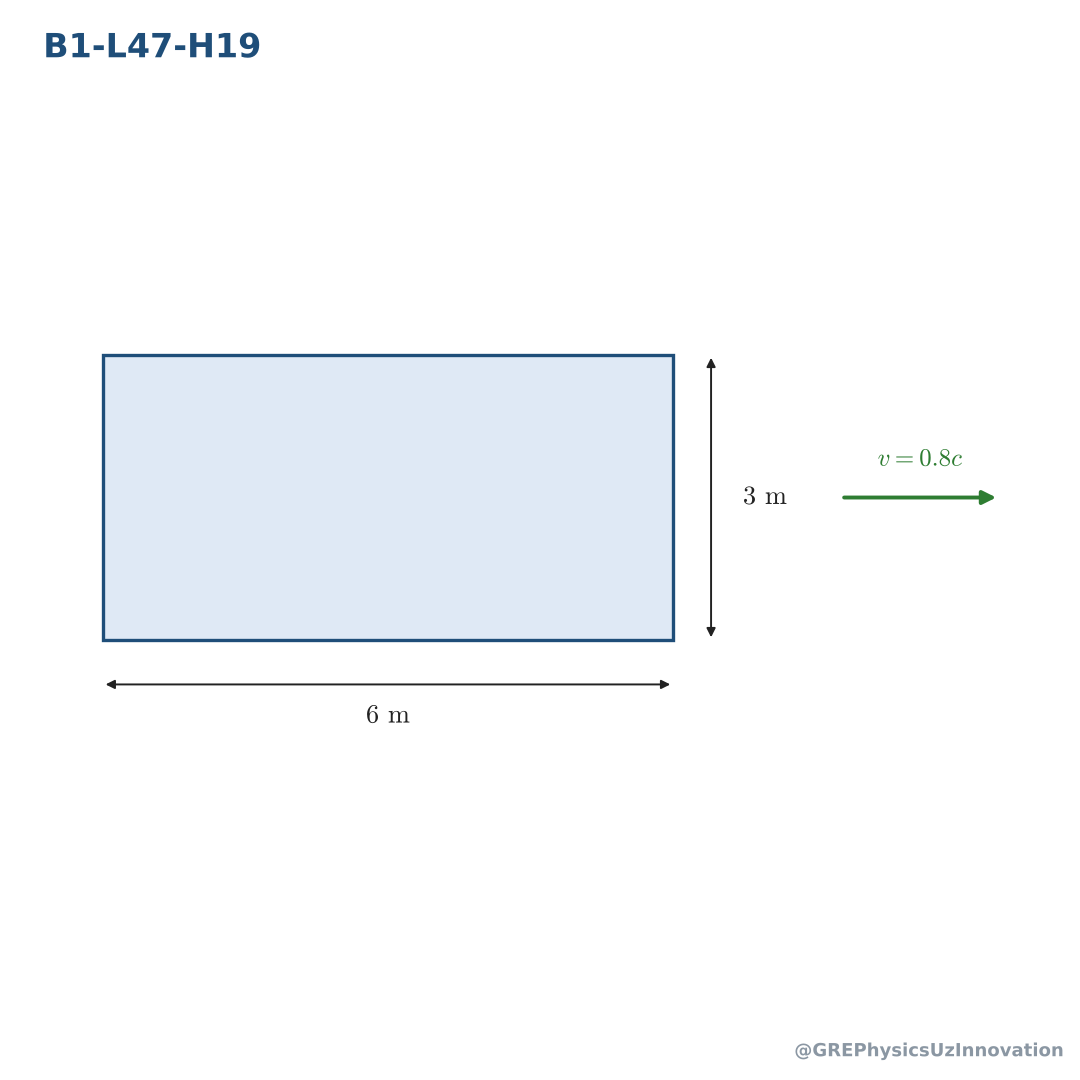 B1-L47-H19
v = 0.8c
3 m
6 m
@GREPhysicsUzInnovation